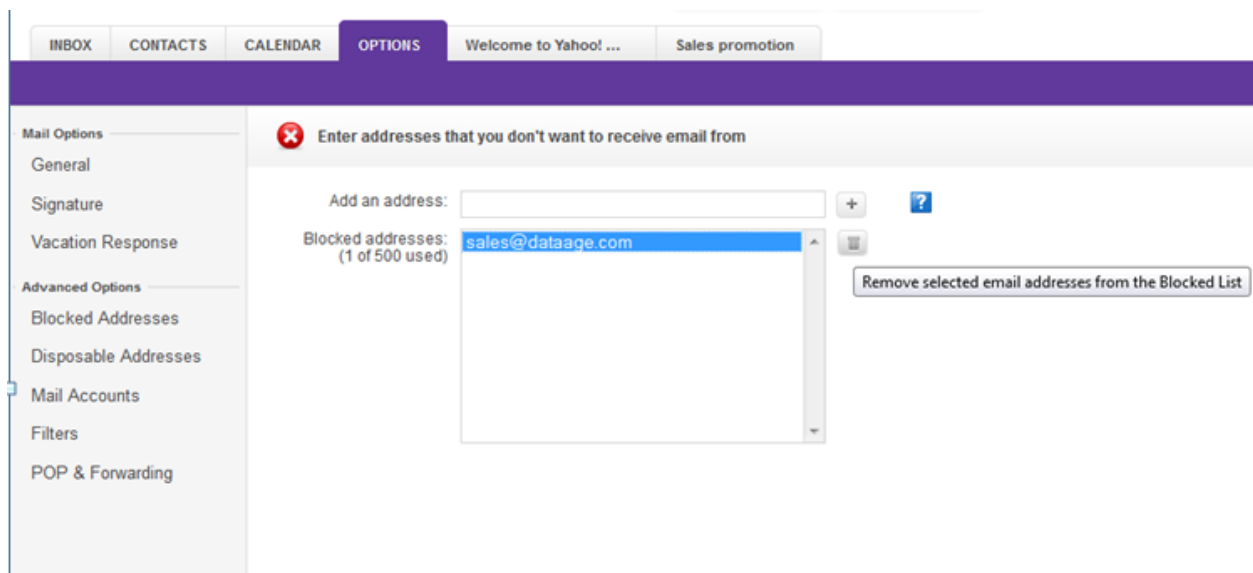 INBOX CONTACTS CALENDAR OPTIONS Welcome to Yahoo! ... Sales promotion
Mail Options
General
Signature
Vacation Response
Advanced Options
Blocked Addresses
Disposable Addresses
Mail Accounts
Filters
POP & Forwarding
Enter addresses that you don't want to receive email from
Add an address: + ?
Blocked addresses: sales@dataage.com
(1 of 500 used)
Remove selected email addresses from the Blocked List